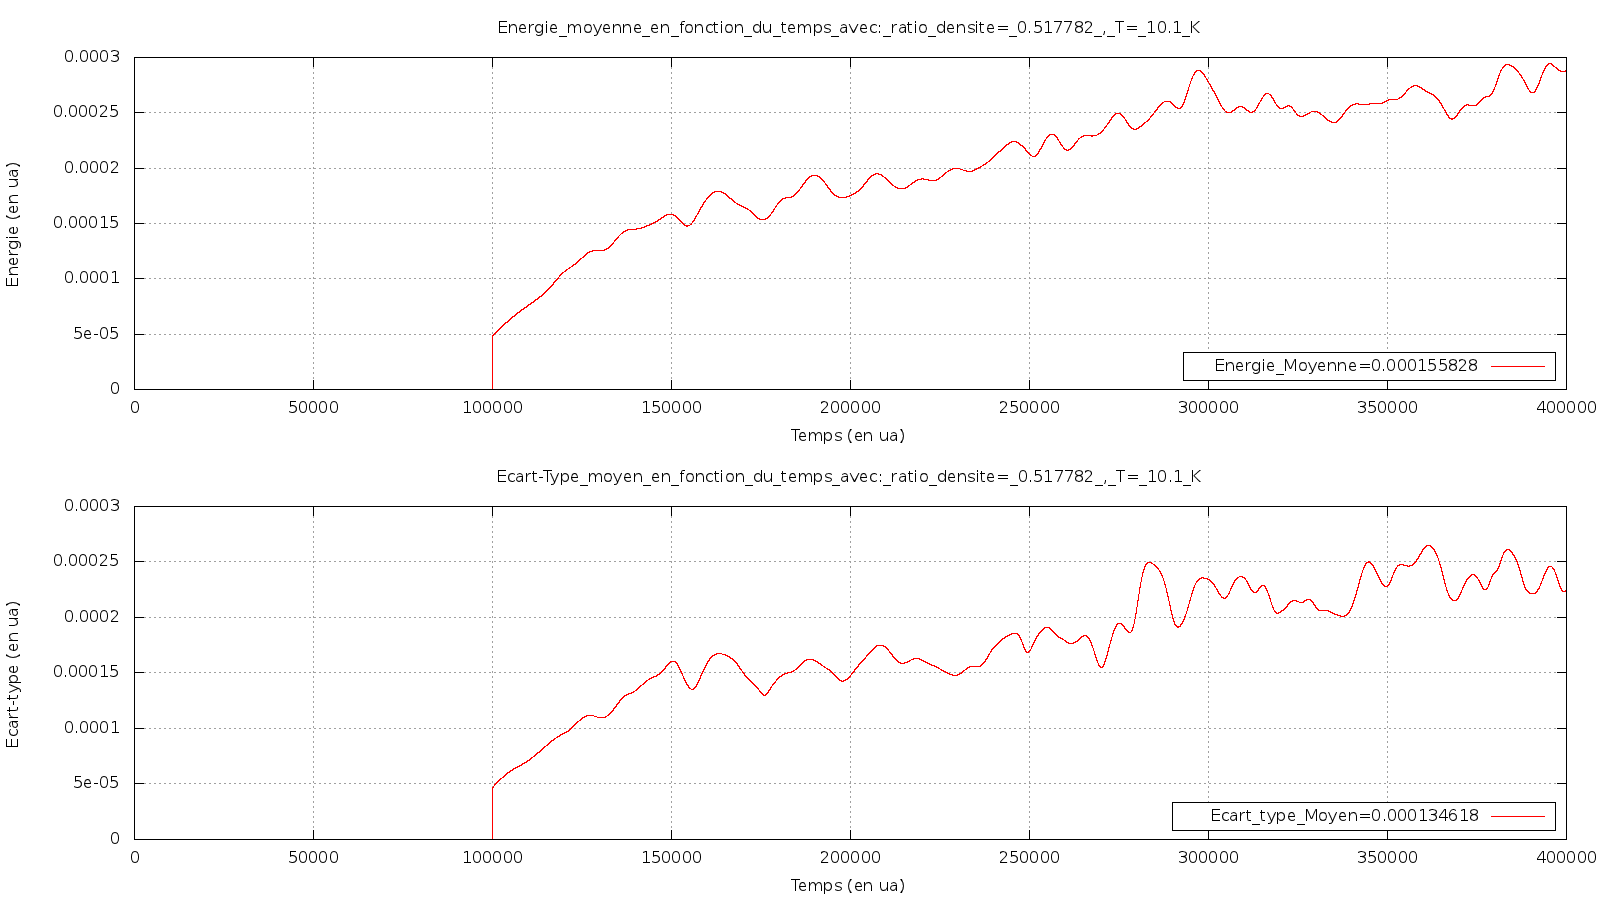 Energie_moyenne_en_fonction_du_temps_avec:_ratio_densite=_0.517782_,_T=_10.1_K
0.0003
0.00025
0.0002
0.00015
0.0001
5e-05
0
Energie (en ua)
Energie_Moyenne=0.000155828
0 50000 100000 150000 200000 250000 300000 350000 400000
Temps (en ua)
Ecart-Type_moyen_en_fonction_du_temps_avec:_ratio_densite=_0.517782_,_T=_10.1_K
0.0003
0.00025
0.0002
0.00015
0.0001
5e-05
0
Ecart-type (en ua)
Ecart_type_Moyen=0.000134618
0 50000 100000 150000 200000 250000 300000 350000 400000
Temps (en ua)